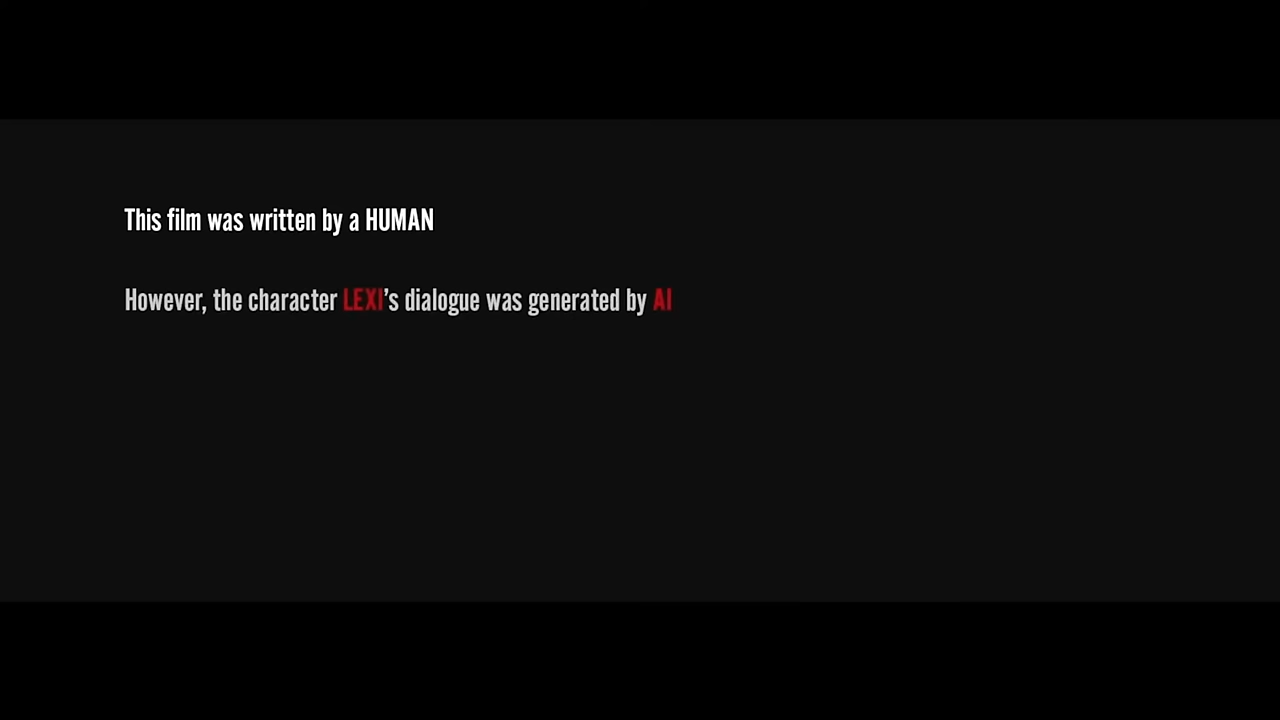 This film was written by a HUMAN
However, the character LEXI’s dialogue was generated by AI